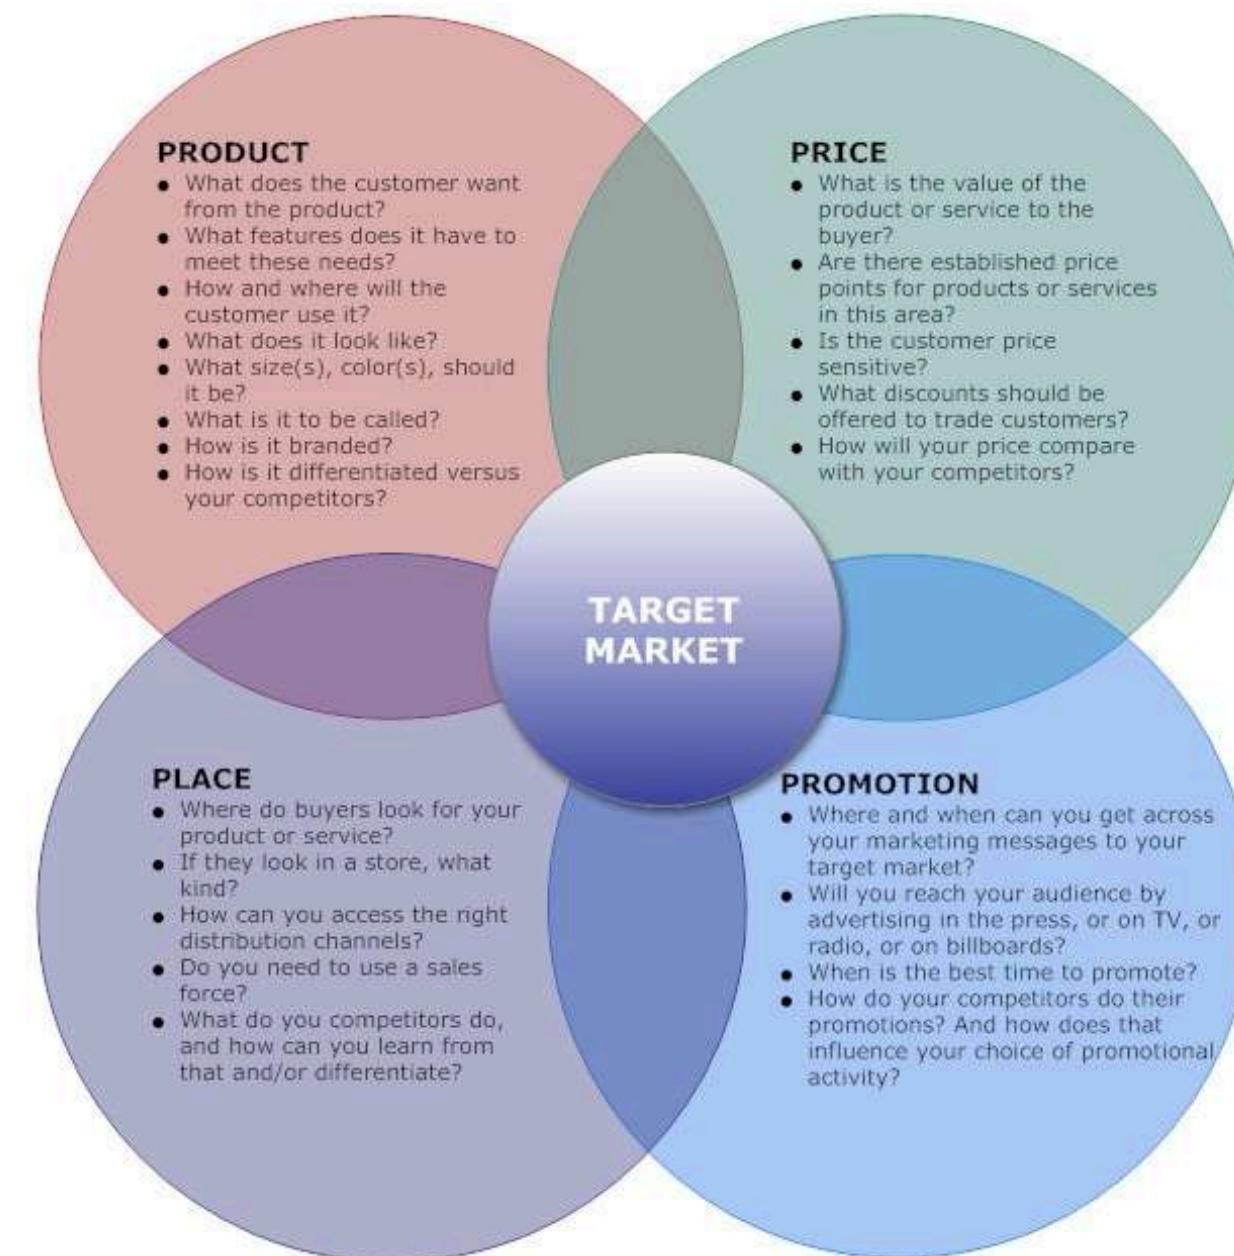 PRODUCT
● What does the customer want
from the product?
● What features does it have to
meet these needs?
● How and where will the
customer use it?
● What does it look like?
● What size(s), color(s), should
it be?
● What is it to be called?
● How is it branded?
● How is it differentiated versus
your competitors?
PRICE
● What is the value of the
product or service to the
buyer?
● Are there established price
points for products or services
in this area?
● Is the customer price
sensitive?
● What discounts should be
offered to trade customers?
● How will your price compare
with your competitors?
TARGET
MARKET
PLACE
● Where do buyers look for your
product or service?
● If they look in a store, what
kind?
● How can you access the right
distribution channels?
● Do you need to use a sales
force?
● What do you competitors do,
and how can you learn from
that and/or differentiate?
PROMOTION
● Where and when can you get across
your marketing messages to your
target market?
● Will you reach your audience by
advertising in the press, or on TV, or
radio, or on billboards?
● When is the best time to promote?
● How do your competitors do their
promotions? And how does that
influence your choice of promotional
activity?